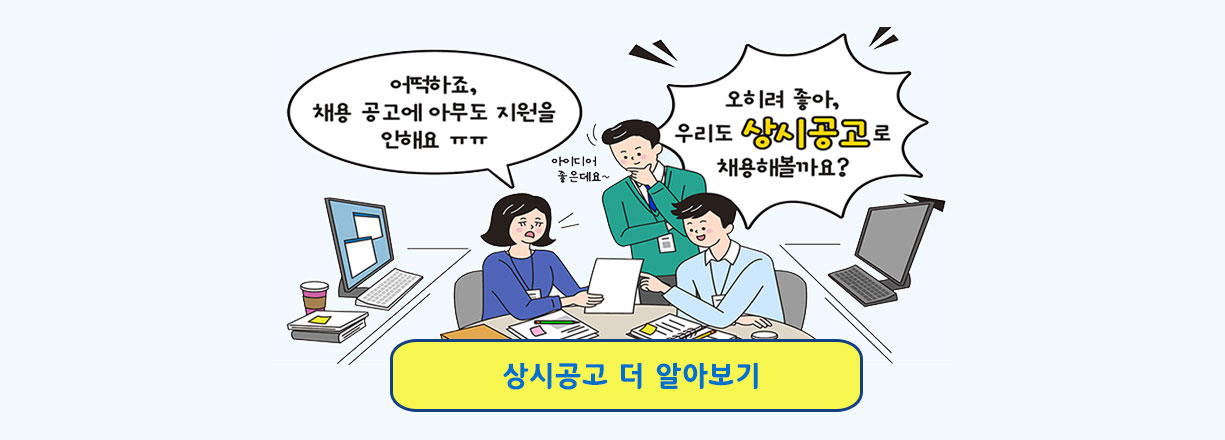 어떡하죠,
채용 공고에 아무도 지원을
안해요 ㅠㅠ
오히려 좋아,
우리도 상시공고로
채용해볼까요?
아이디어
좋은데요~
상시공고 더 알아보기